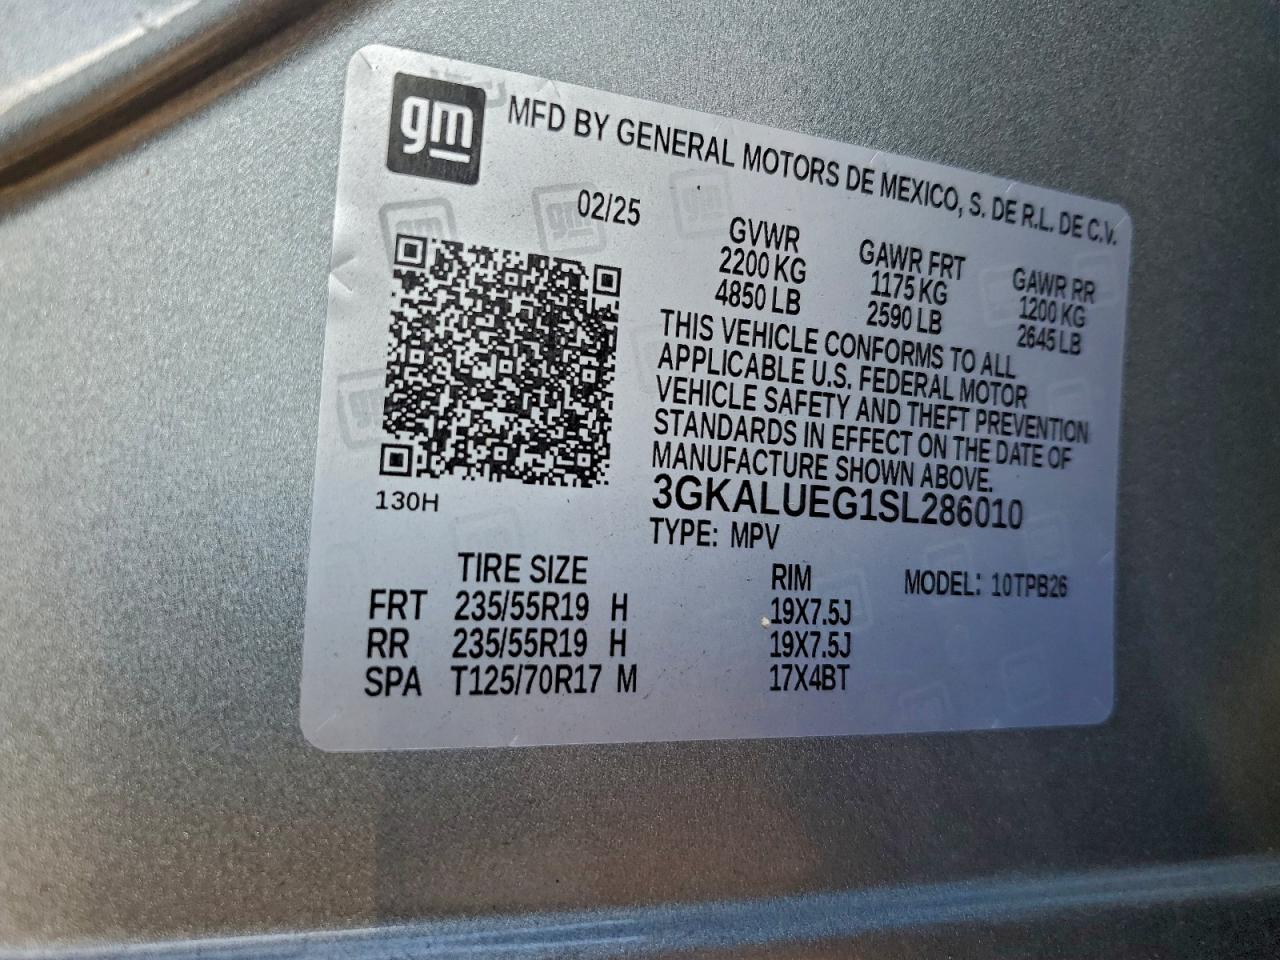 gm MFD BY GENERAL MOTORS DE MEXICO, S. DE R.L. DE C.V.
02/25
GVWR GAWR FRT GAWR RR
2200 KG 1175 KG 1200 KG
4850 LB 2590 LB 2645 LB
THIS VEHICLE CONFORMS TO ALL
APPLICABLE U.S. FEDERAL MOTOR
VEHICLE SAFETY AND THEFT PREVENTION
STANDARDS IN EFFECT ON THE DATE OF
MANUFACTURE SHOWN ABOVE.
3GKALUEG1SL286010
130H
TYPE: MPV
TIRE SIZE RIM MODEL: 10TPB26
FRT 235/55R19 H 19X7.5J
RR 235/55R19 H 19X7.5J
SPA T125/70R17 M 17X4BT